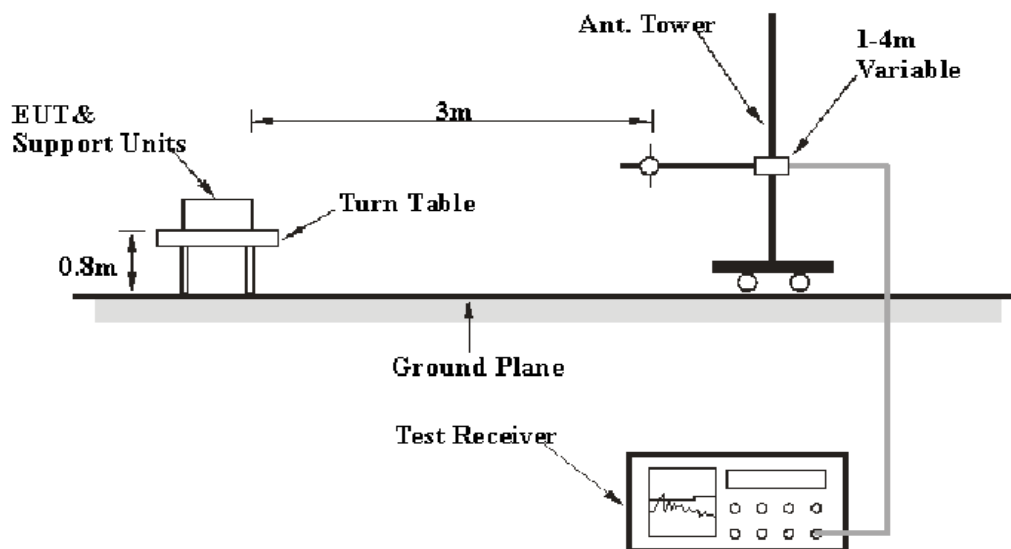 Ant. Tower
1-4m
Variable
3m
EUT&
Support Units
Turn Table
0.8m
Ground Plane
Test Receiver